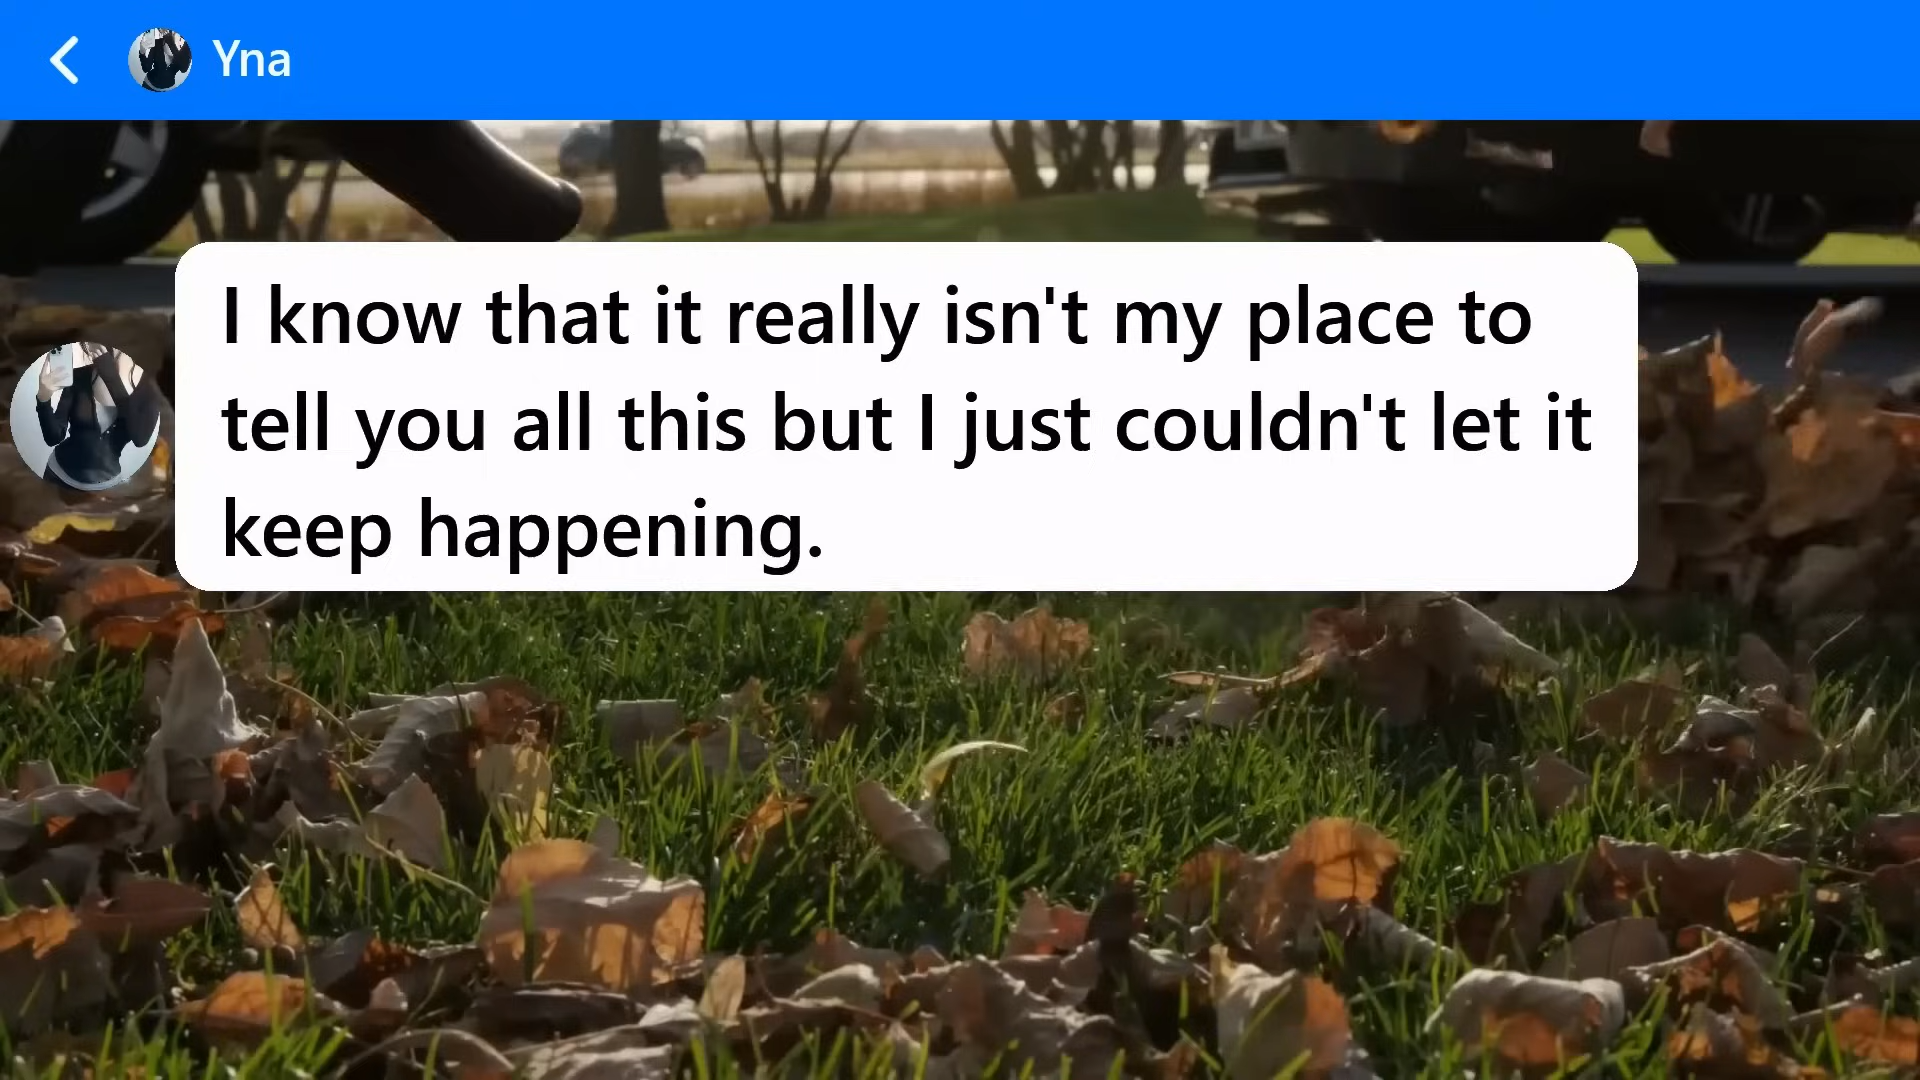 Yna
I know that it really isn't my place to
tell you all this but I just couldn't let it
keep happening.